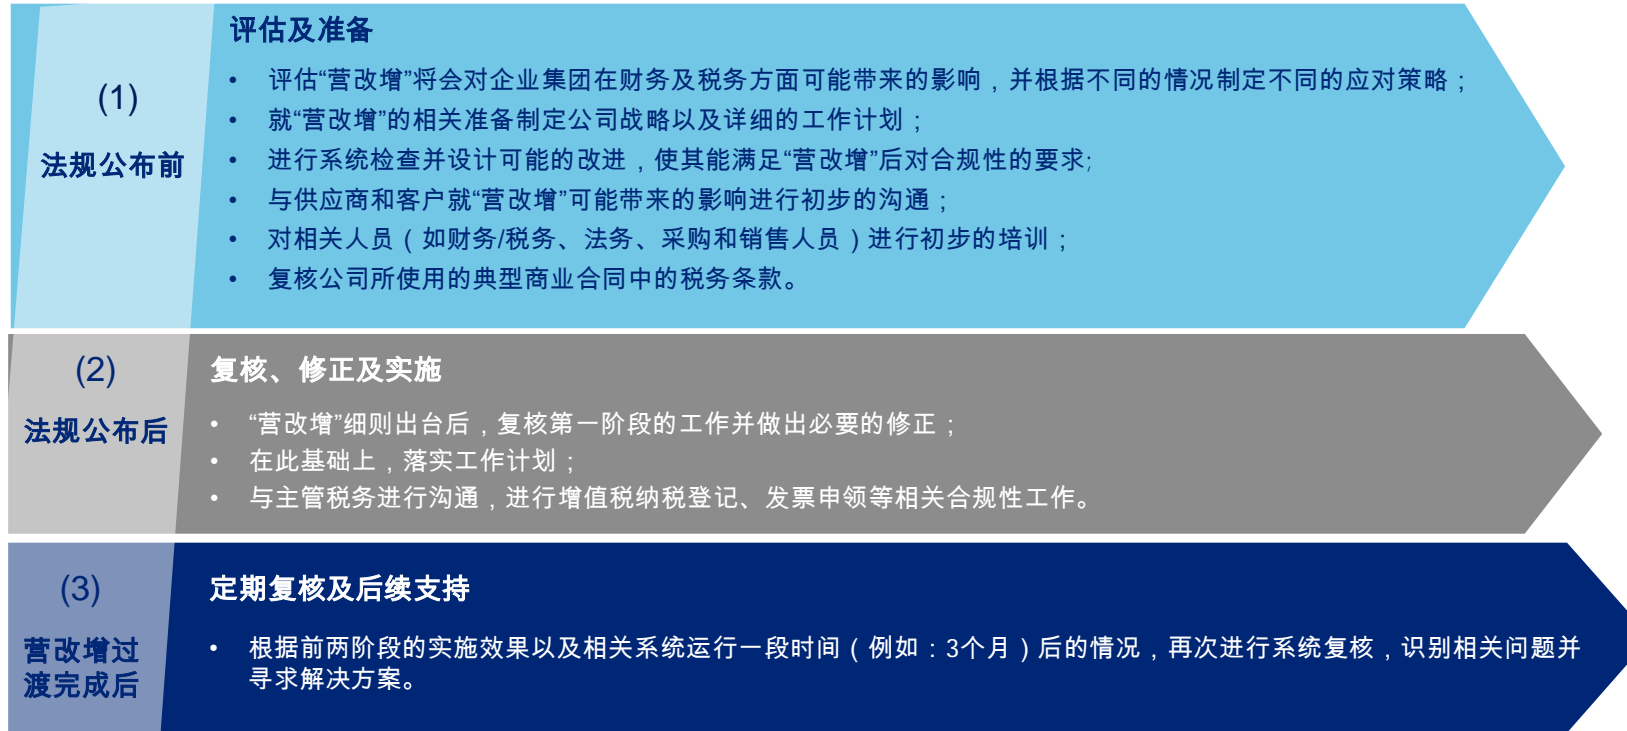 (1)
法规公布前
评估及准备
• 评估“营改增”将会对企业集团在财务及税务方面可能带来的影响，并根据不同的情况制定不同的应对策略；
• 就“营改增”的相关准备制定公司战略以及详细的工作计划；
• 进行系统检查并设计可能的改进，使其能满足“营改增”后对合规性的要求;
• 与供应商和客户就“营改增”可能带来的影响进行初步的沟通；
• 对相关人员（如财务/税务、法务、采购和销售人员）进行初步的培训；
• 复核公司所使用的典型商业合同中的税务条款。
(2)
法规公布后
复核、修正及实施
• “营改增”细则出台后，复核第一阶段的工作并做出必要的修正；
• 在此基础上，落实工作计划；
• 与主管税务进行沟通，进行增值税纳税登记、发票申领等相关合规性工作。
(3)
营改增过
渡完成后
定期复核及后续支持
• 根据前两阶段的实施效果以及相关系统运行一段时间（例如：3个月）后的情况，再次进行系统复核，识别相关问题并
寻求解决方案。